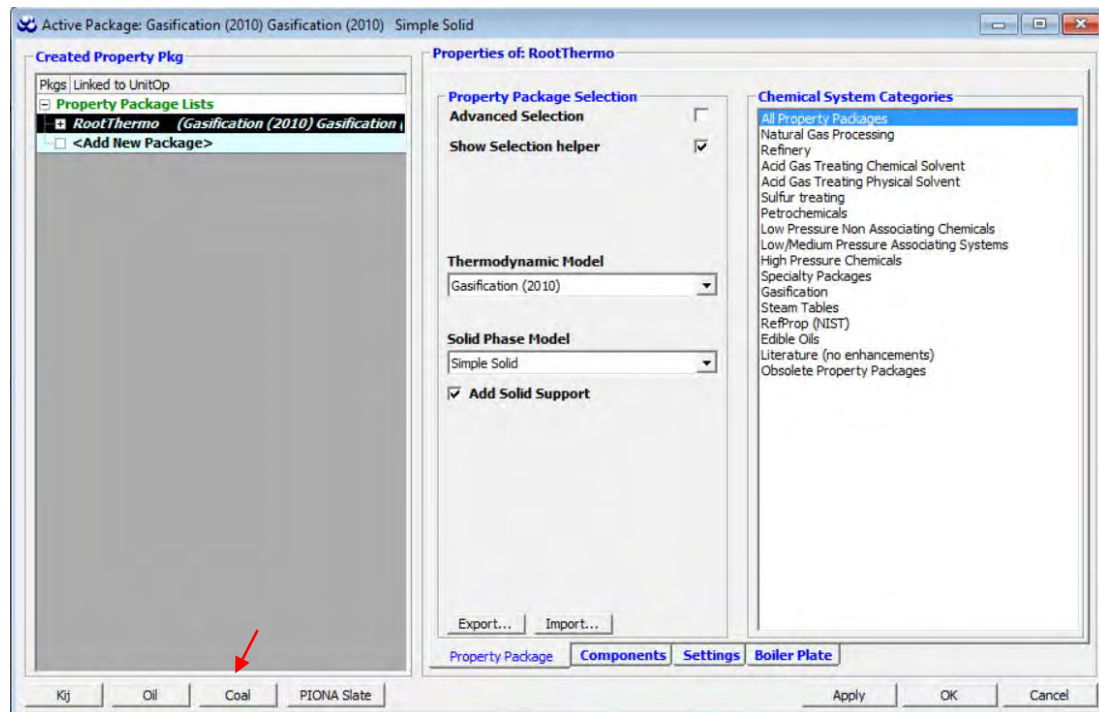 Active Package: Gasification (2010) Gasification (2010) Simple Solid
Created Property Pkg
Pkgs Linked to UnitOp
Property Package Lists
RootThermo (Gasification (2010) Gasification (
<Add New Package>
Properties of: RootThermo
Property Package Selection
Advanced Selection
Show Selection helper
Thermodynamic Model
Gasification (2010)
Solid Phase Model
Simple Solid
Add Solid Support
Export... Import...
Chemical System Categories
All Property Packages
Natural Gas Processing
Refinery
Acid Gas Treating Chemical Solvent
Acid Gas Treating Physical Solvent
Sulfur treating
Petrochemicals
Low Pressure Non Associating Chemicals
Low/Medium Pressure Associating Systems
High Pressure Chemicals
Specialty Packages
Gasification
Steam Tables
RefProp (NIST)
Edible Oils
Literature (no enhancements)
Obsolete Property Packages
Property Package Components Settings Boiler Plate
Kij Oil Coal PIONA Slate Apply OK Cancel